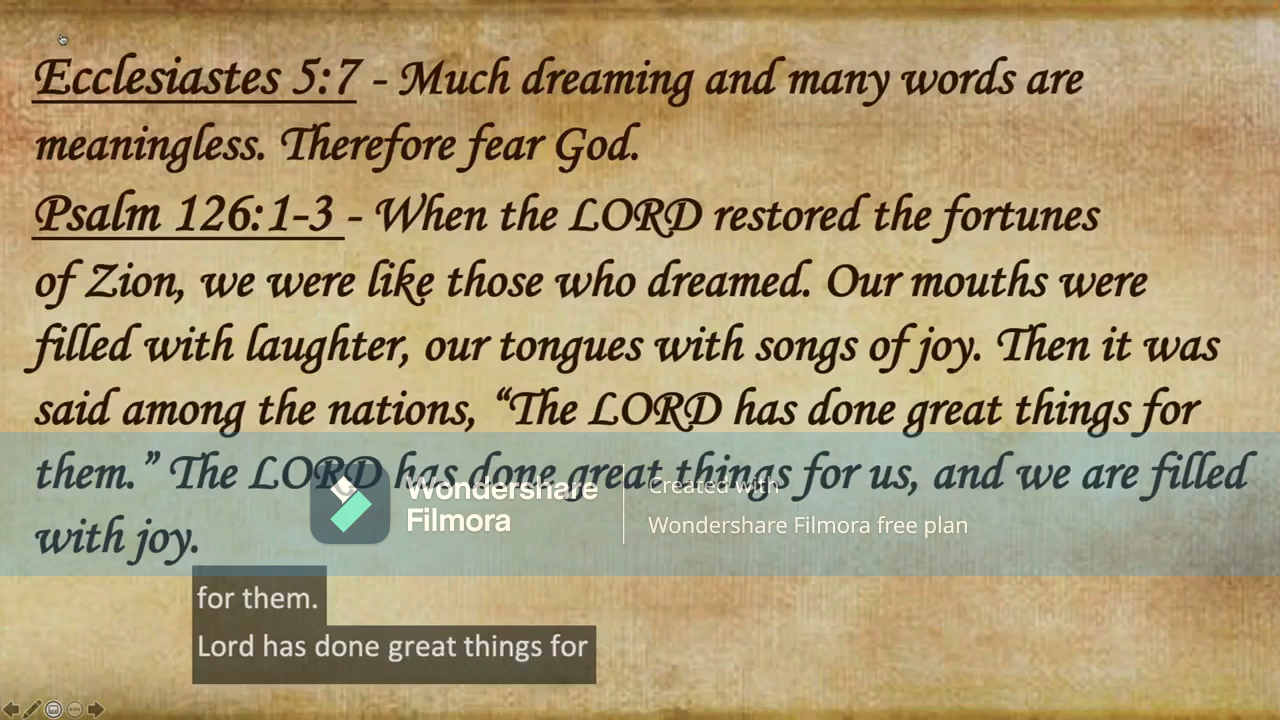 Ecclesiastes 5:7 - Much dreaming and many words are
meaningless. Therefore fear God.
Psalm 126:1-3 - When the LORD restored the fortunes
of Zion, we were like those who dreamed. Our mouths were
filled with laughter, our tongues with songs of joy. Then it was
said among the nations, “The LORD has done great things for
them.” The LORD has done great things for us, and we are filled
with joy.
Wondershare
Filmora
Created with
Wondershare Filmora free plan
for them.
Lord has done great things for